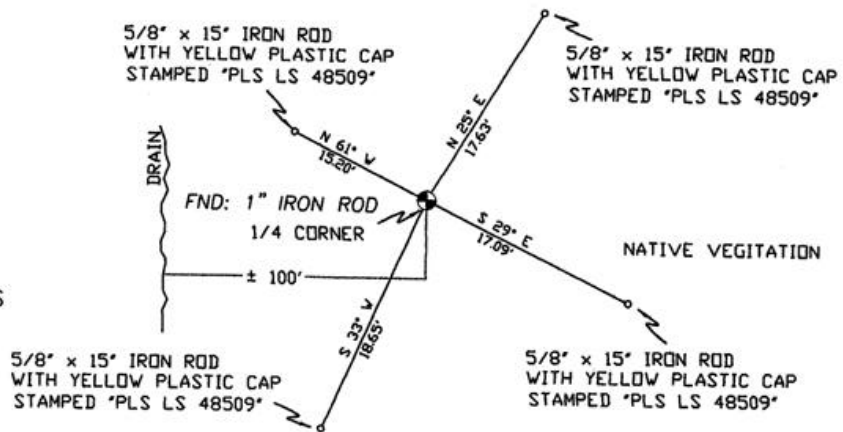 5/8" x 15" IRON ROD
WITH YELLOW PLASTIC CAP
STAMPED "PLS LS 48509"
5/8" x 15" IRON ROD
WITH YELLOW PLASTIC CAP
STAMPED "PLS LS 48509"
DRAIN
N 61° W
15.20'
N 25° E
17.63'
FND: 1" IRON ROD
1/4 CORNER
S 29° E
17.09'
NATIVE VEGITATION
± 100'
S
S 33° W
18.65'
5/8" x 15" IRON ROD
WITH YELLOW PLASTIC CAP
STAMPED "PLS LS 48509"
5/8" x 15" IRON ROD
WITH YELLOW PLASTIC CAP
STAMPED "PLS LS 48509"